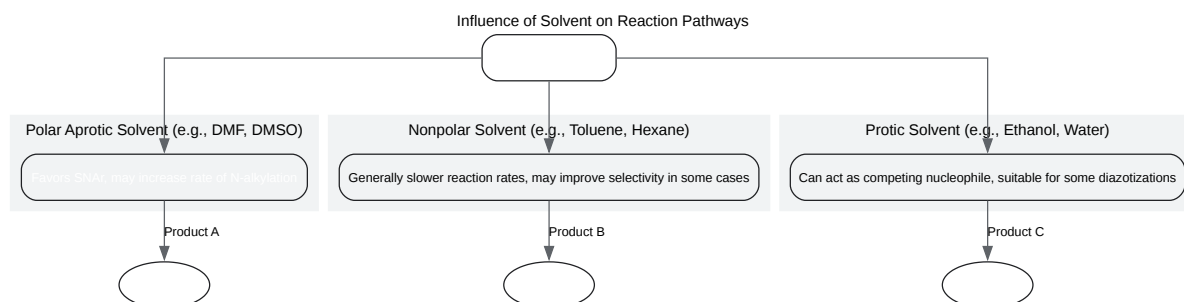 Influence of Solvent on Reaction Pathways
Polar Aprotic Solvent (e.g., DMF, DMSO)
Nonpolar Solvent (e.g., Toluene, Hexane)
Protic Solvent (e.g., Ethanol, Water)
Favors SNAr, may increase rate of N-alkylation
Generally slower reaction rates, may improve selectivity in some cases
Can act as competing nucleophile, suitable for some diazotizations
Product A
Product B
Product C